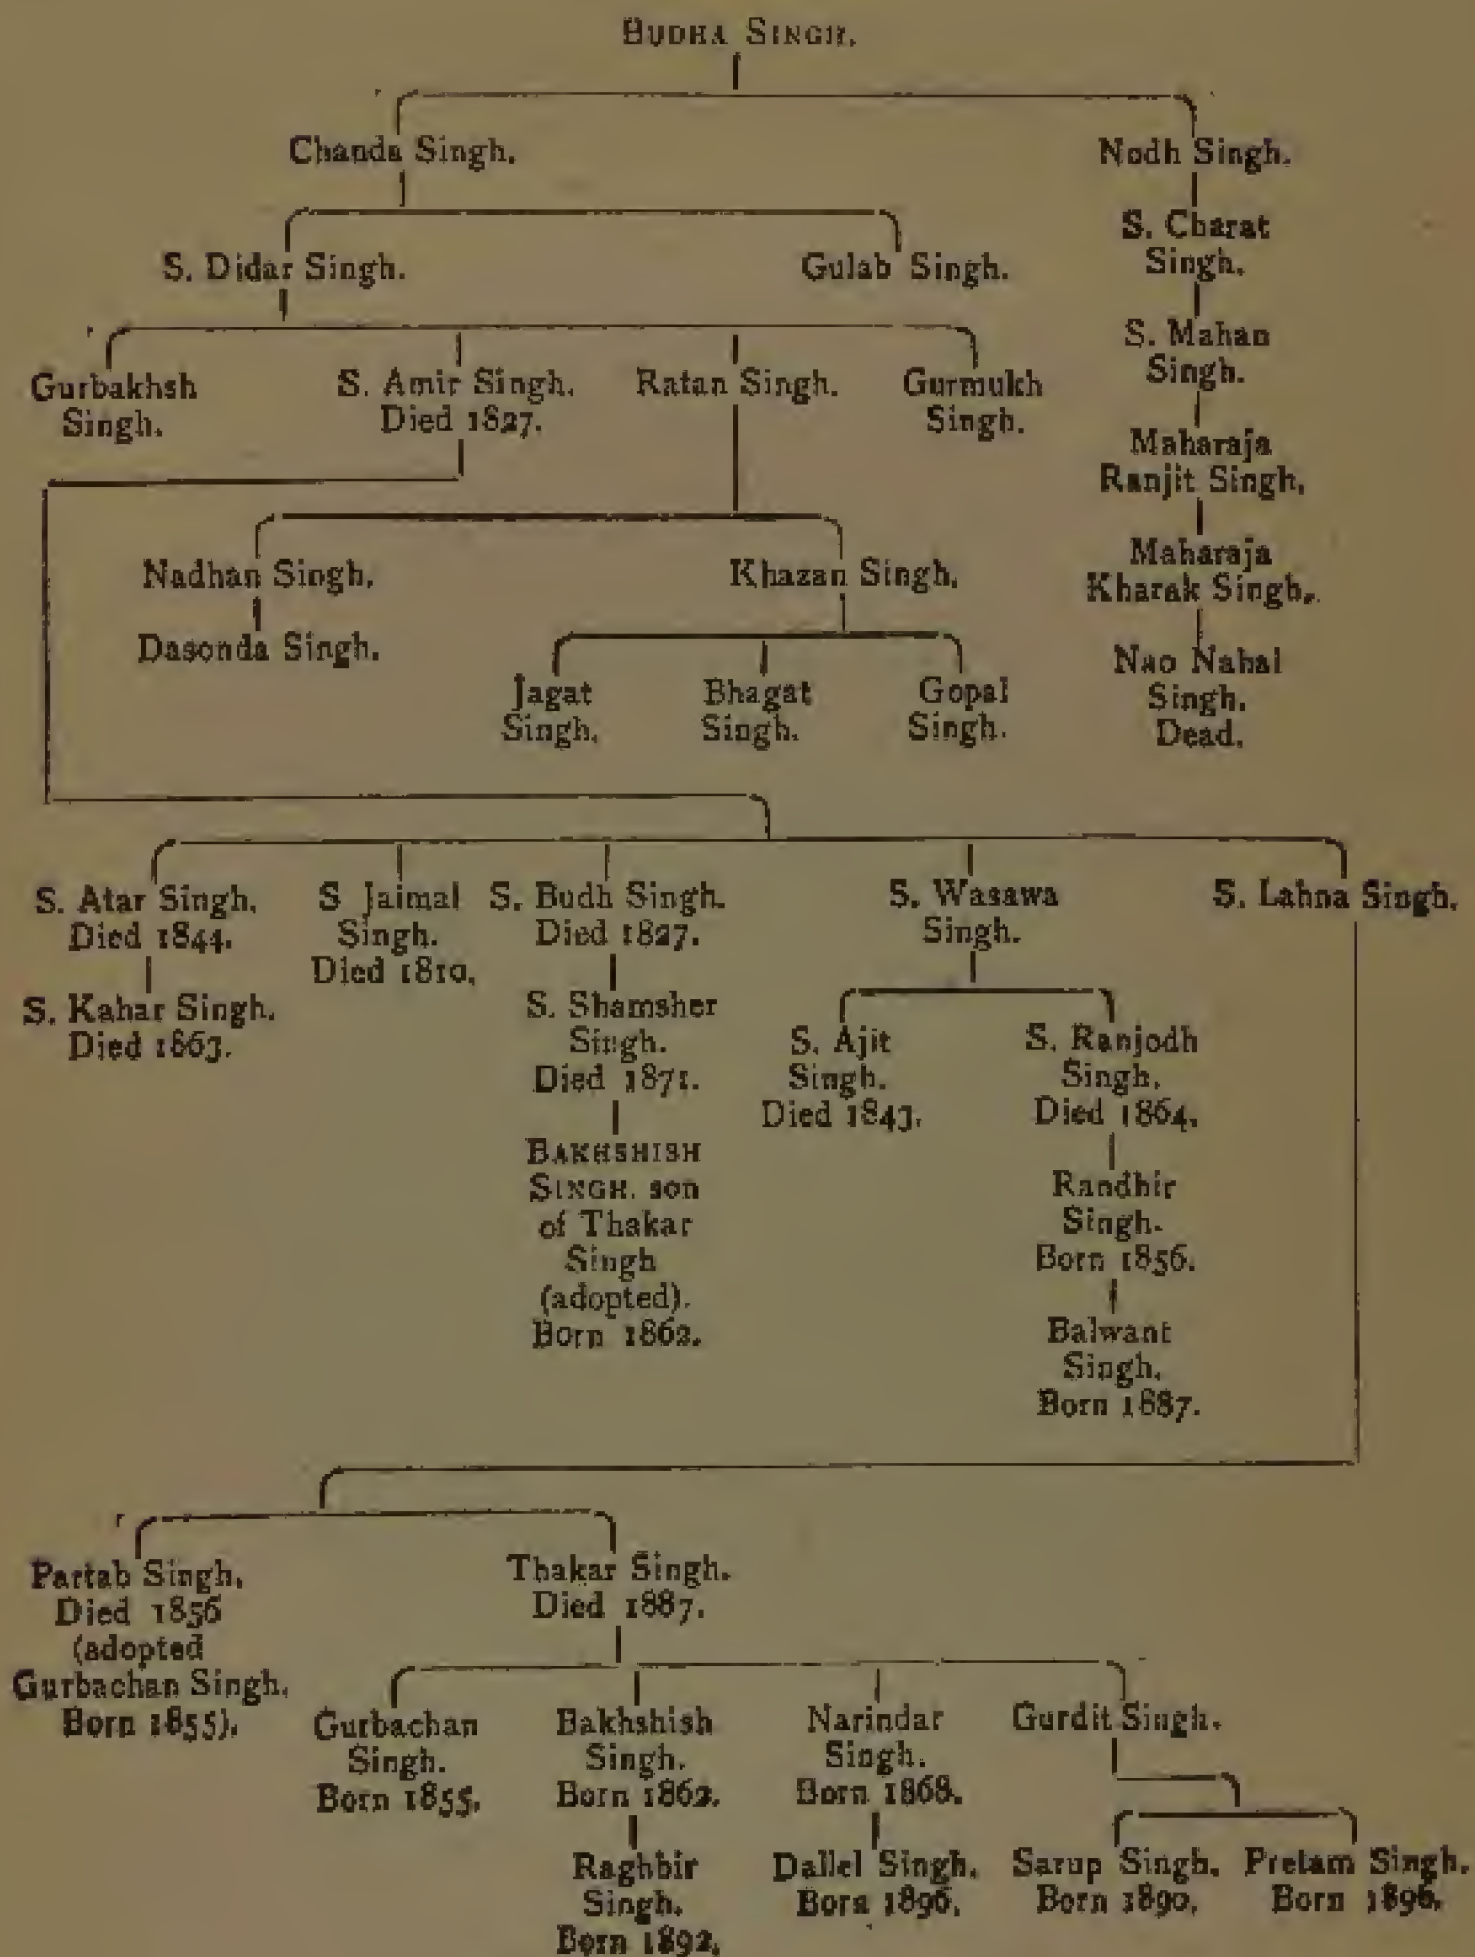 BUDHA SINGH.
Chanda Singh.
Nodh Singh.
S. Charat
Singh.
S. Didar Singh.
Gulab Singh.
S. Mahan
Singh.
Gurbakhsh
Singh.
S. Amir Singh.
Died 1827.
Ratan Singh.
Gurmukh
Singh.
Maharaja
Ranjit Singh.
Nadhan Singh.
Khazan Singh.
Maharaja
Kharak Singh.
Dasonda Singh.
Jagat
Singh.
Bhagat
Singh.
Gopal
Singh.
Nao Nahal
Singh.
Dead.
S. Atar Singh.
Died 1844.
S Jaimal
Singh.
Died 1810.
S. Budh Singh.
Died 1827.
S. Wasawa
Singh.
S. Lahna Singh.
S. Kahar Singh.
Died 1863.
S. Shamsher
Singh.
Died 1871.
S. Ajit
Singh.
Died 1843.
S. Ranjodh
Singh.
Died 1864.
BAKHSHISH
SINGH. son
of Thakar
Singh
(adopted).
Born 1862.
Randhir
Singh.
Born 1856.
Balwant
Singh.
Born 1887.
Partab Singh.
Died 1856
(adopted
Gurbachan Singh.
Born 1855).
Thakar Singh.
Died 1887.
Gurbachan
Singh.
Born 1855.
Bakhshish
Singh.
Born 1862.
Narindar
Singh.
Born 1868.
Gurdit Singh.
Raghbir
Singh.
Born 1892.
Dallel Singh.
Born 1896.
Sarup Singh.
Born 1890.
Pretam Singh.
Born 1896.